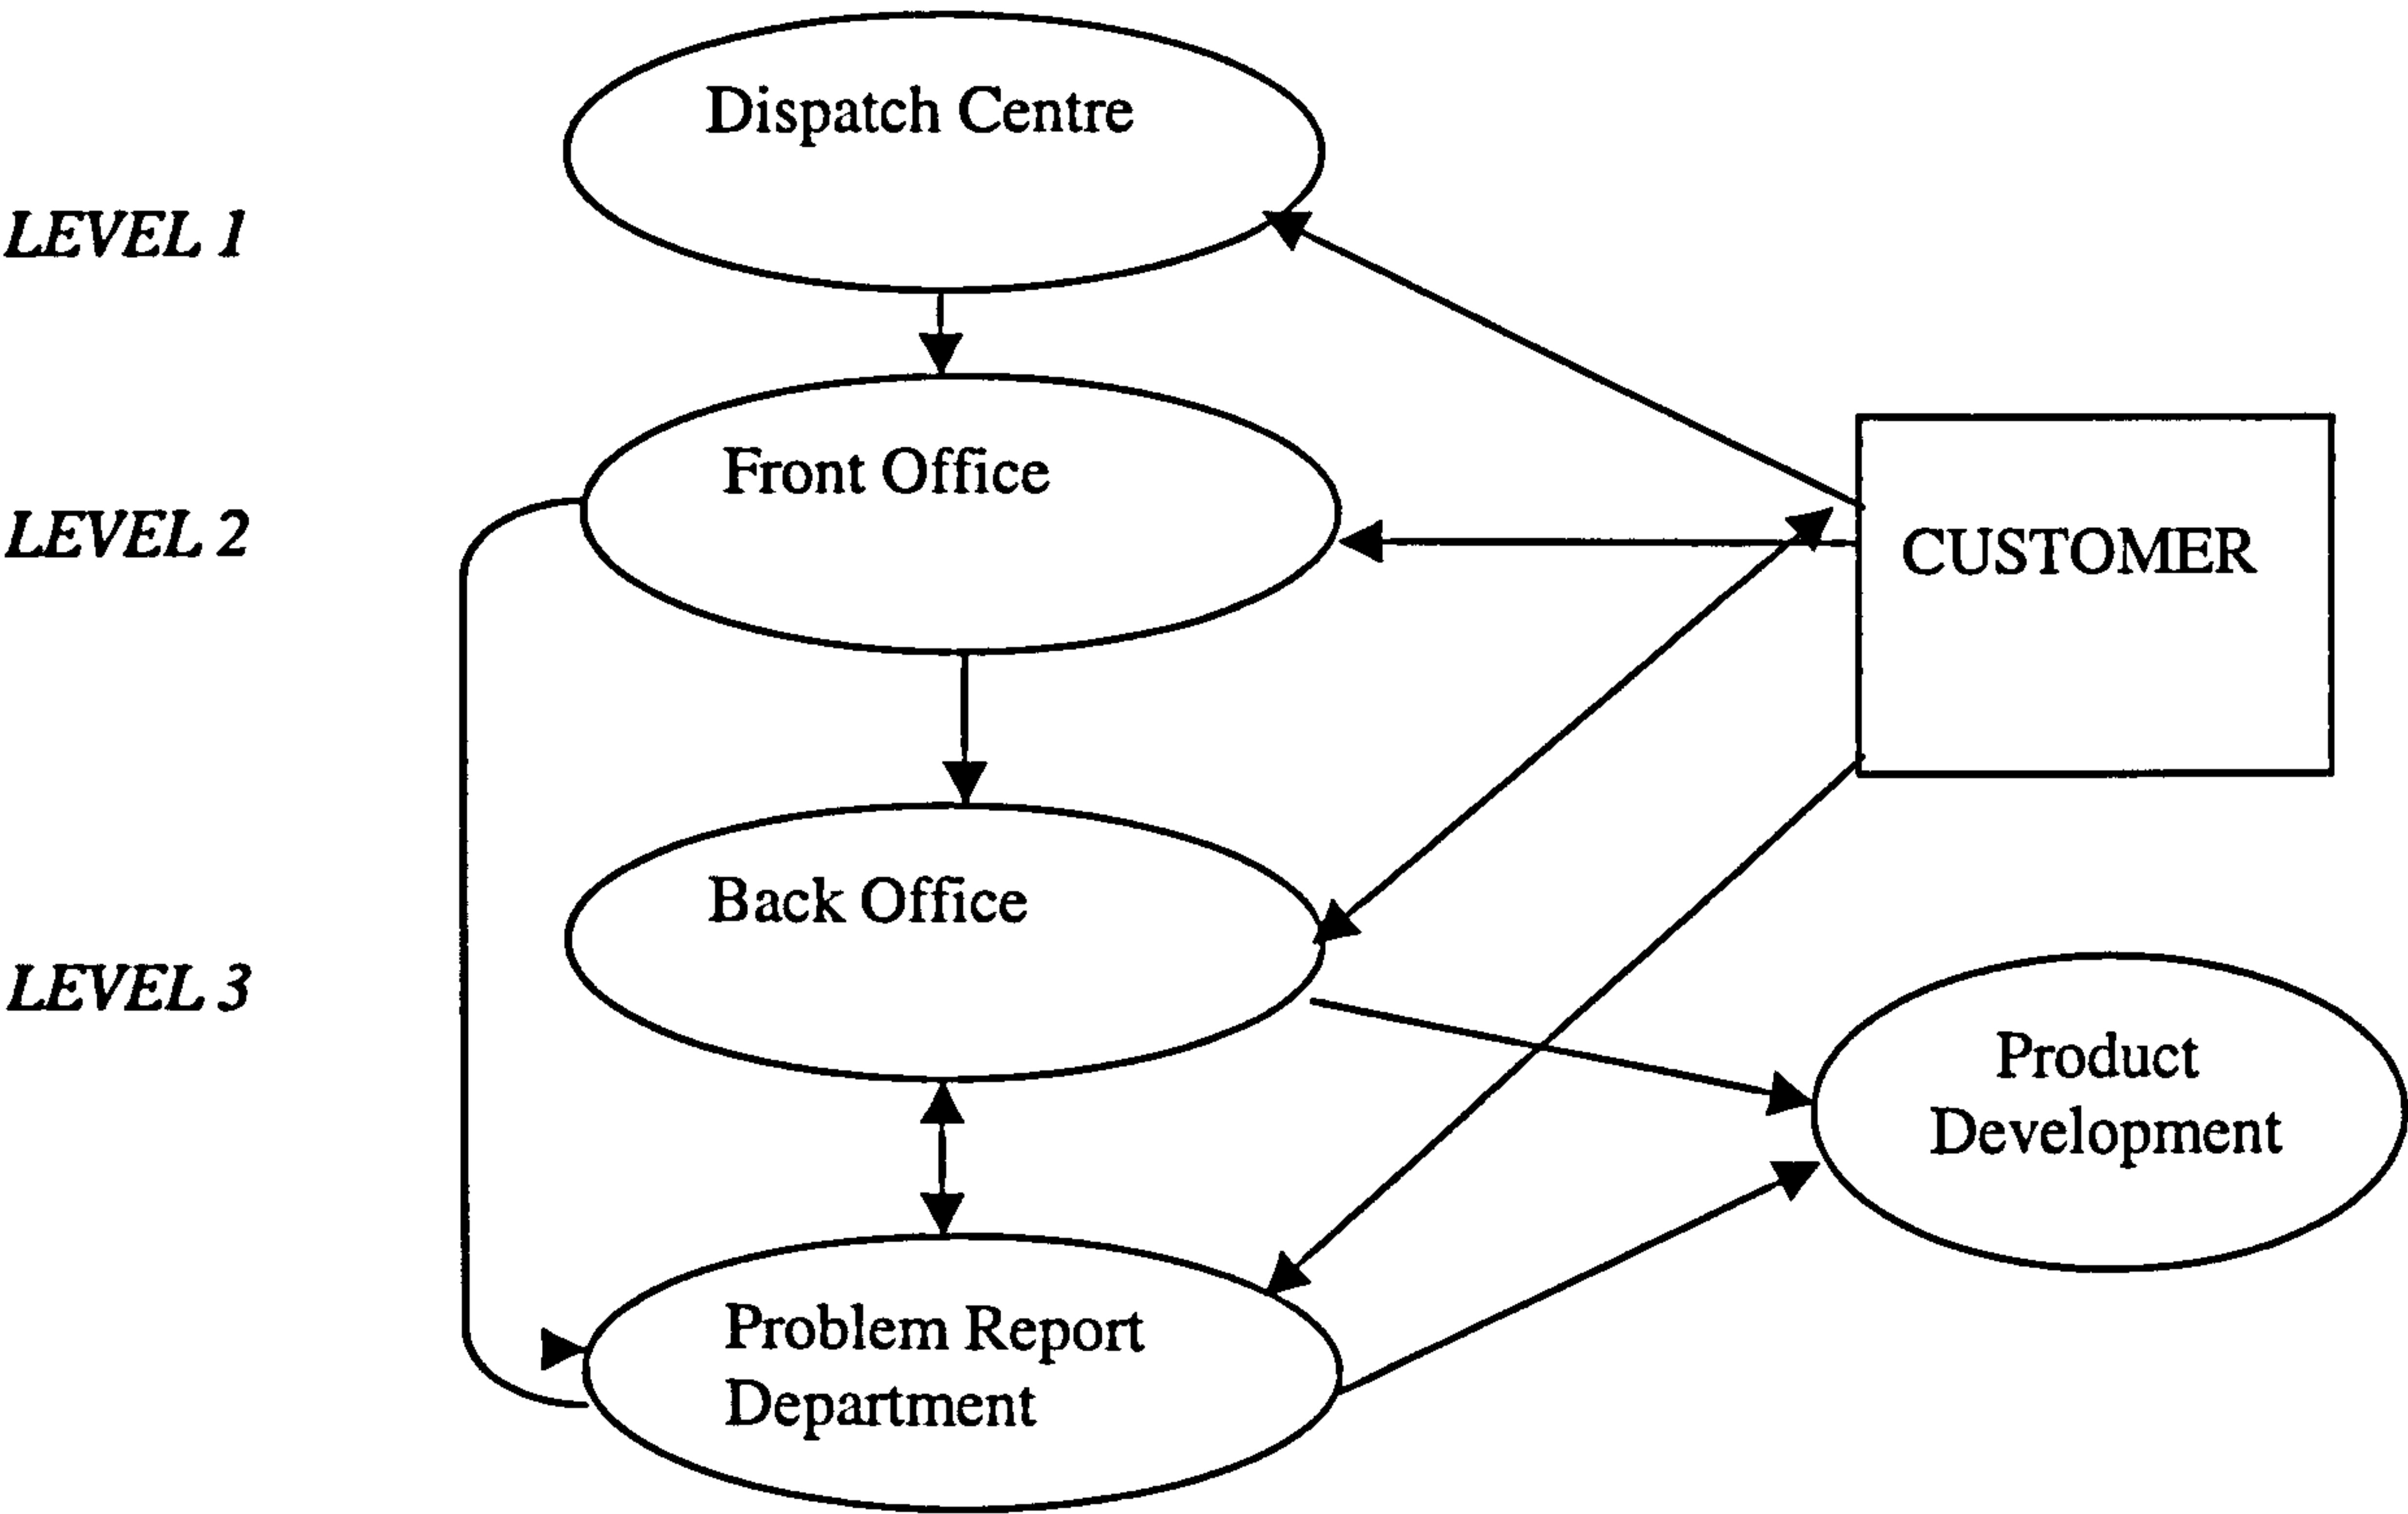 Dispatch Centre
LEVEL 1
Front Office
LEVEL 2
CUSTOMER
Back Office
LEVEL 3
Product
Development
Problem Report
Department